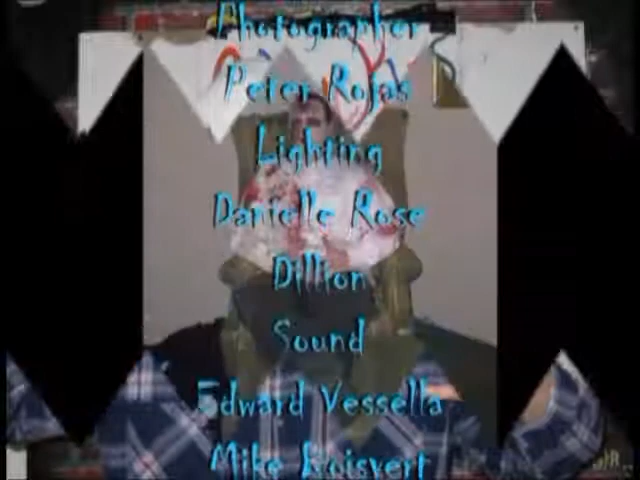 Photographer
Peter Rojas
Lighting
Danielle Rose
Dillion
Sound
Edward Vessella
Mike Boisvert